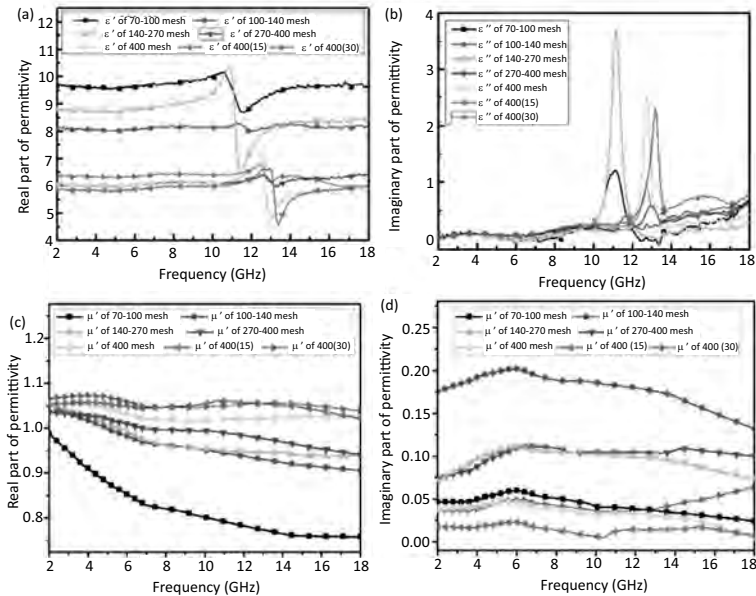 (a)
ε′ of 70-100 mesh ε′ of 100-140 mesh
ε′ of 140-270 mesh ε′ of 270-400 mesh
ε′ of 400 mesh ε′ of 400(15) ε′ of 400(30)
Real part of permittivity
12
11
10
9
8
7
6
5
4
2 4 6 8 10 12 14 16 18
Frequency (GHz)
(b)
ε′′ of 70-100 mesh
ε′′ of 100-140 mesh
ε′′ of 140-270 mesh
ε′′ of 270-400 mesh
ε′′ of 400 mesh
ε′′ of 400(15)
ε′′ of 400(30)
Imaginary part of permittivity
4
3
2
1
0
2 4 6 8 10 12 14 16 18
Frequency (GHz)
(c)
μ′ of 70-100 mesh μ′ of 100-140 mesh
μ′ of 140-270 mesh μ′ of 270-400 mesh
μ′ of 400 mesh μ′ of 400(15) μ′ of 400(30)
Real part of permittivity
1.2
1.1
1.0
0.9
0.8
2 4 6 8 10 12 14 16 18
Frequency (GHz)
(d)
μ′ of 70-100 mesh μ′ of 100-140 mesh
μ′ of 140-270 mesh μ′ of 270-400 mesh
μ′ of 400 mesh μ′ of 400 (15) μ′ of 400 (30)
Imaginary part of permittivity
0.25
0.20
0.15
0.10
0.05
0.00
2 4 6 8 10 12 14 16 18
Frequency (GHz)